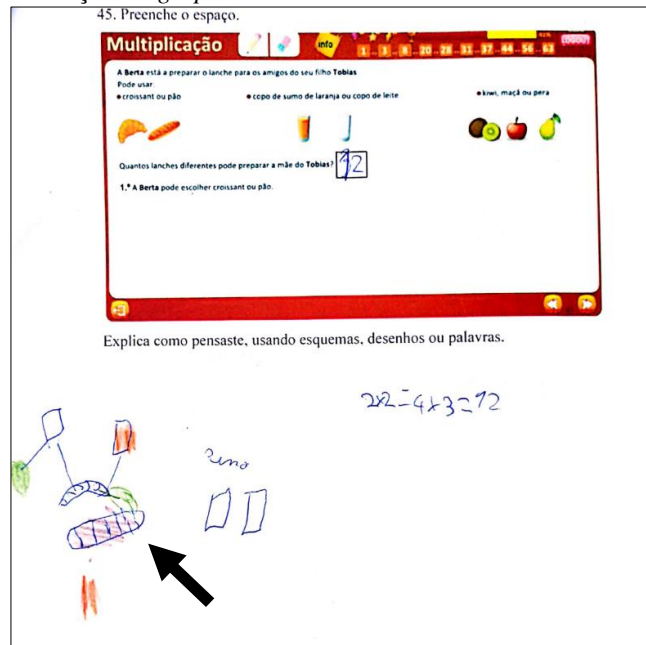 45. Preenche o espaço.
Multiplicação
info
1 3 8 20 28 31 37 44 56 63
LOGOUT
A Berta está a preparar o lanche para os amigos do seu filho Tobias
Pode usar:
croissant ou pão
copo de sumo de laranja ou copo de leite
kiwi, maçã ou pera
Quantos lanches diferentes pode preparar a mãe do Tobias? 12
1.º A Berta pode escolher croissant ou pão.
Explica como pensaste, usando esquemas, desenhos ou palavras.
2x2=4x3=12